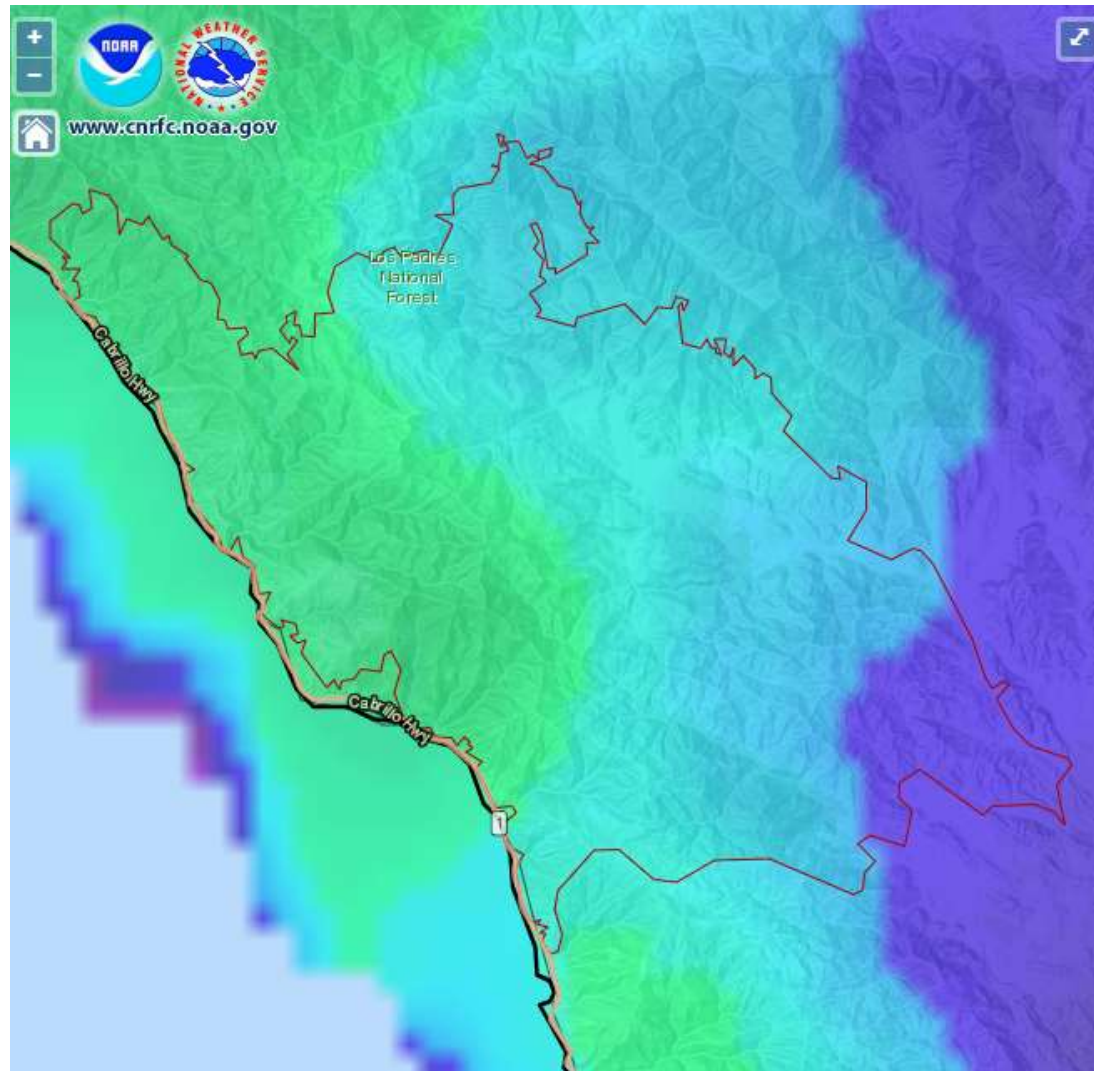 +
−
NOAA
NATIONAL WEATHER SERVICE
www.cnrfc.noaa.gov
Los Padres
National
Forest
Cabrillo Hwy
Cabrillo Hwy
1